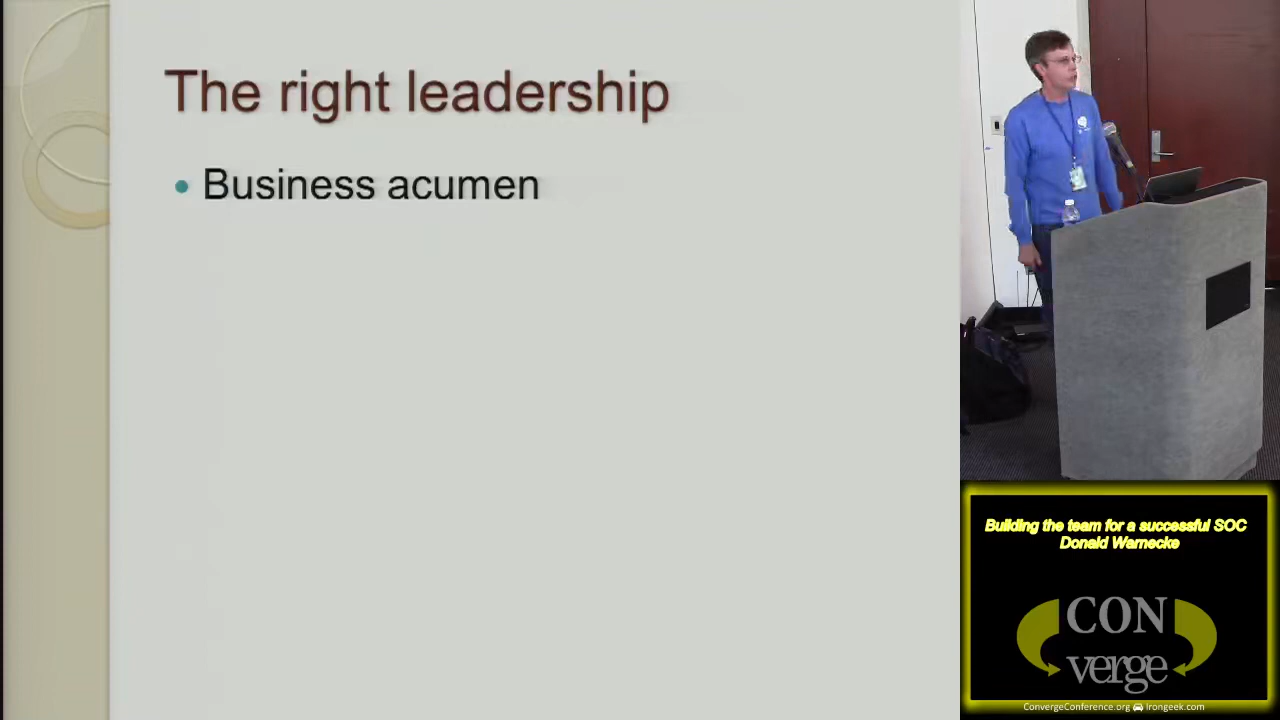 The right leadership
• Business acumen
Building the team for a successful SOC
Donald Warnecke
CON
verge
ConvergeConference.org Irongeek.com